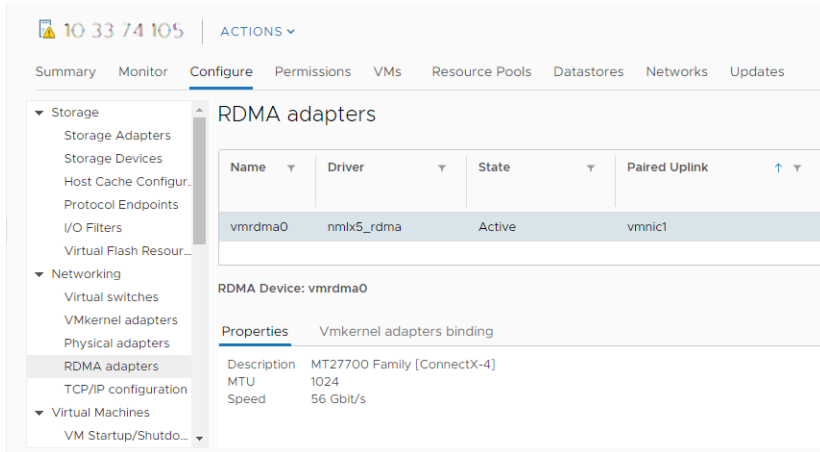 10 33 74 105 ACTIONS
Summary Monitor Configure Permissions VMs Resource Pools Datastores Networks Updates
Storage
Storage Adapters
Storage Devices
Host Cache Configur..
Protocol Endpoints
I/O Filters
Virtual Flash Resour...
Networking
Virtual switches
VMkernel adapters
Physical adapters
RDMA adapters
TCP/IP configuration
Virtual Machines
VM Startup/Shutdo...
RDMA adapters
Name Driver State Paired Uplink
vmrdma0 nmlx5_rdma Active vmnic1
RDMA Device: vmrdma0
Properties Vmkernel adapters binding
Description MT27700 Family [ConnectX-4]
MTU 1024
Speed 56 Gbit/s